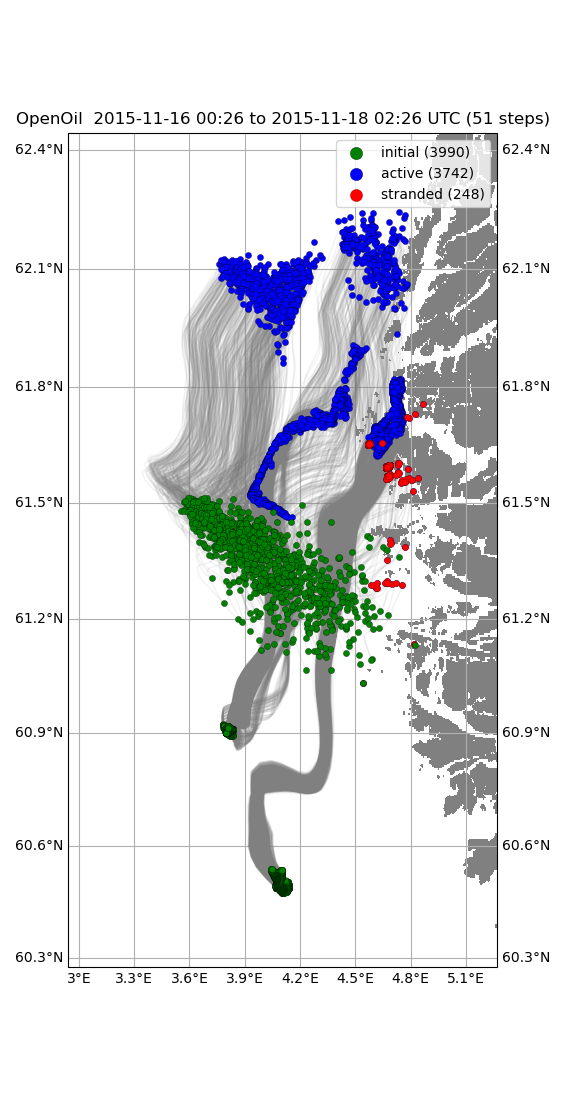 OpenOil  2015-11-16 00:26 to 2015-11-18 02:26 UTC (51 steps)
initial (3990)
active (3742)
stranded (248)
62.4°N 62.4°N
62.1°N 62.1°N
61.8°N 61.8°N
61.5°N 61.5°N
61.2°N 61.2°N
60.9°N 60.9°N
60.6°N 60.6°N
60.3°N 60.3°N
3°E 3.3°E 3.6°E 3.9°E 4.2°E 4.5°E 4.8°E 5.1°E